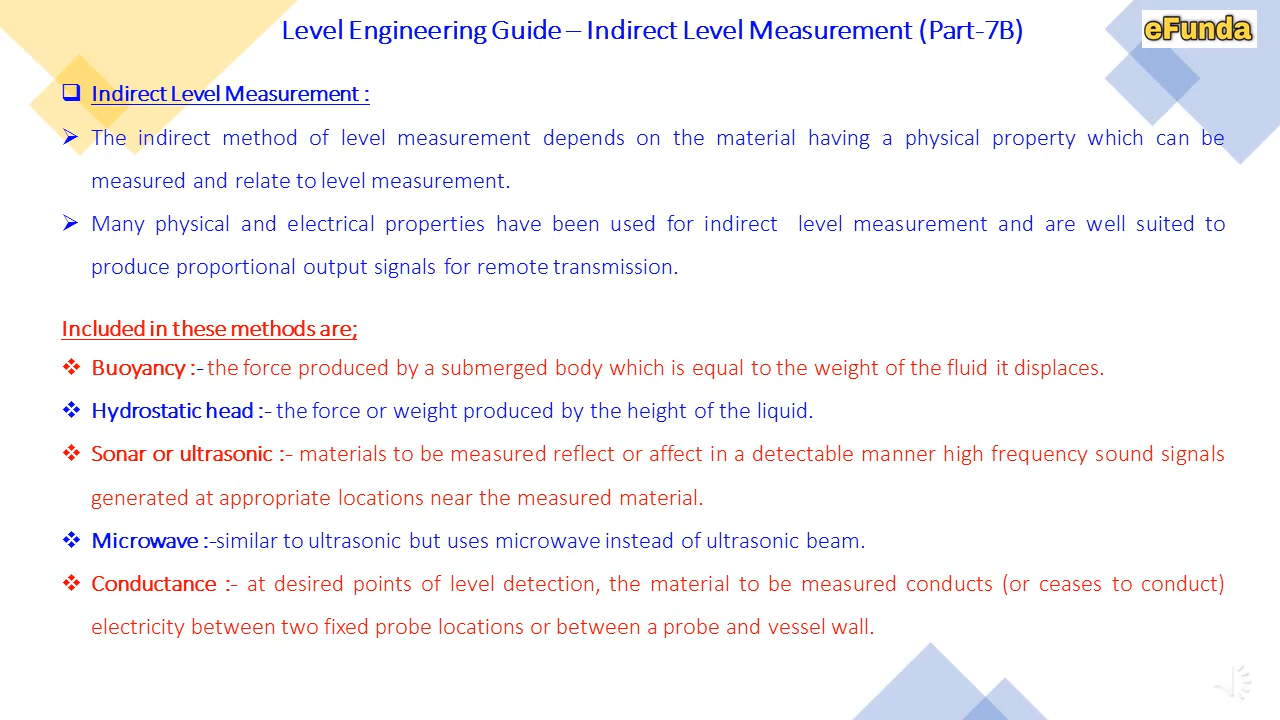 Level Engineering Guide – Indirect Level Measurement (Part-7B)
eFunda
Indirect Level Measurement :
The indirect method of level measurement depends on the material having a physical property which can be
measured and relate to level measurement.
Many physical and electrical properties have been used for indirect level measurement and are well suited to
produce proportional output signals for remote transmission.
Included in these methods are;
Buoyancy :- the force produced by a submerged body which is equal to the weight of the fluid it displaces.
Hydrostatic head :- the force or weight produced by the height of the liquid.
Sonar or ultrasonic :- materials to be measured reflect or affect in a detectable manner high frequency sound signals
generated at appropriate locations near the measured material.
Microwave :-similar to ultrasonic but uses microwave instead of ultrasonic beam.
Conductance :- at desired points of level detection, the material to be measured conducts (or ceases to conduct)
electricity between two fixed probe locations or between a probe and vessel wall.